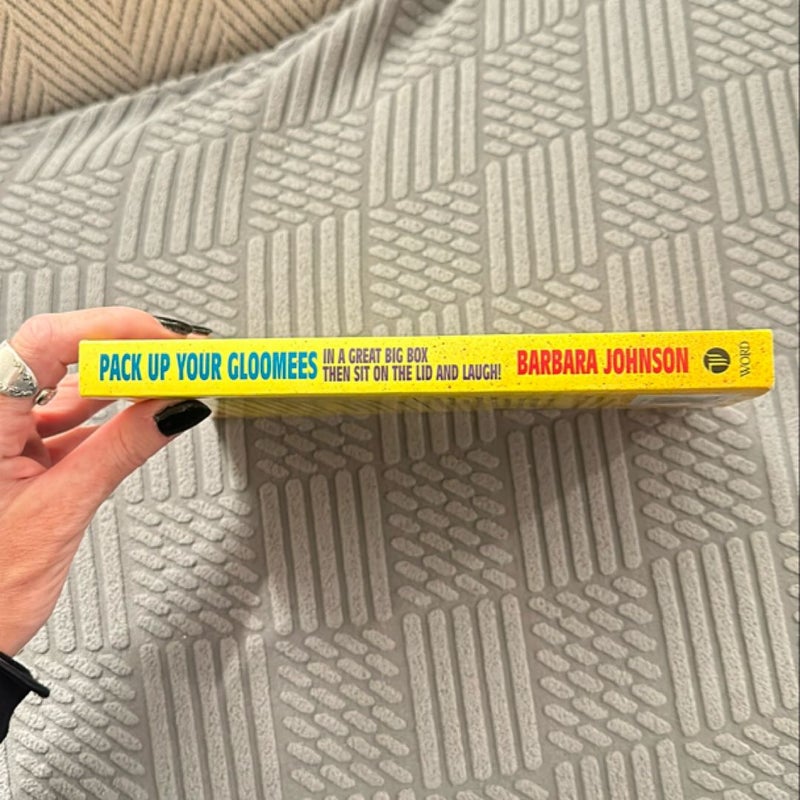 PACK UP YOUR GLOOMEES
IN A GREAT BIG BOX
THEN SIT ON THE LID AND LAUGH!
BARBARA JOHNSON
WORD